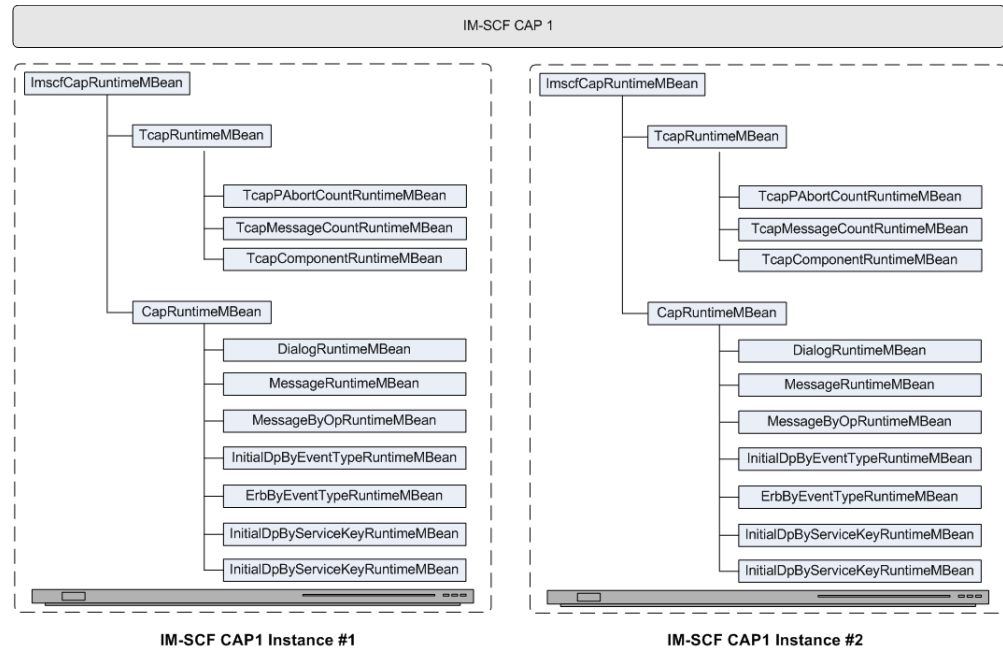 IM-SCF CAP 1
ImscfCapRuntimeMBean
TcapRuntimeMBean
TcapPAbortCountRuntimeMBean
TcapMessageCountRuntimeMBean
TcapComponentRuntimeMBean
CapRuntimeMBean
DialogRuntimeMBean
MessageRuntimeMBean
MessageByOpRuntimeMBean
InitialDpByEventTypeRuntimeMBean
ErbByEventTypeRuntimeMBean
InitialDpByServiceKeyRuntimeMBean
InitialDpByServiceKeyRuntimeMBean
IM-SCF CAP1 Instance #1
ImscfCapRuntimeMBean
TcapRuntimeMBean
TcapPAbortCountRuntimeMBean
TcapMessageCountRuntimeMBean
TcapComponentRuntimeMBean
CapRuntimeMBean
DialogRuntimeMBean
MessageRuntimeMBean
MessageByOpRuntimeMBean
InitialDpByEventTypeRuntimeMBean
ErbByEventTypeRuntimeMBean
InitialDpByServiceKeyRuntimeMBean
InitialDpByServiceKeyRuntimeMBean
IM-SCF CAP1 Instance #2